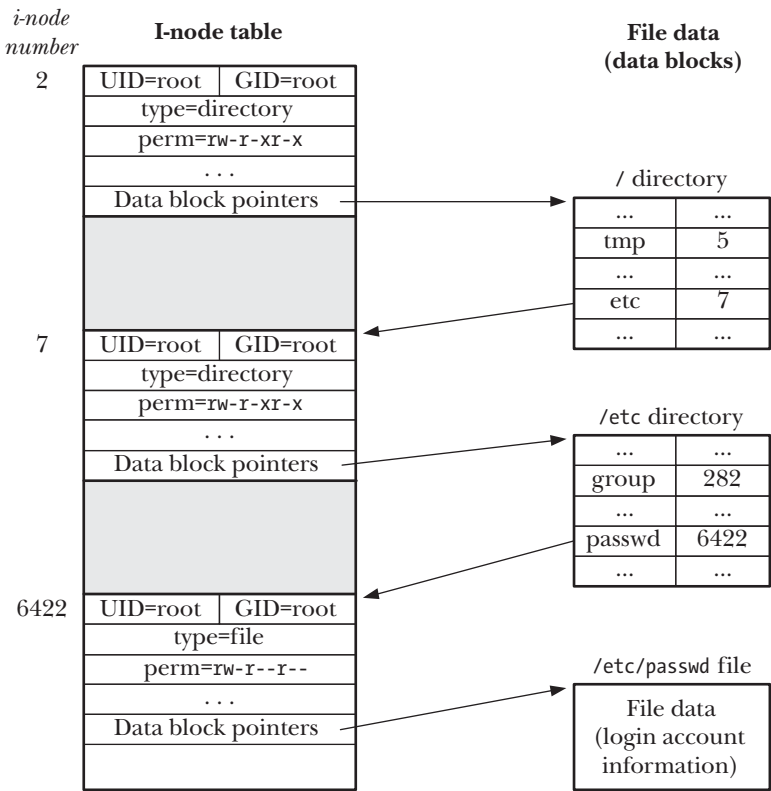 i-node
number
I-node table
File data
(data blocks)
2
UID=root GID=root
type=directory
perm=rw-r-xr-x
. . .
Data block pointers
/ directory
... ...
tmp 5
... ...
etc 7
... ...
7
UID=root GID=root
type=directory
perm=rw-r-xr-x
. . .
Data block pointers
/etc directory
... ...
group 282
... ...
passwd 6422
... ...
6422
UID=root GID=root
type=file
perm=rw-r--r--
. . .
Data block pointers
/etc/passwd file
File data
(login account
information)